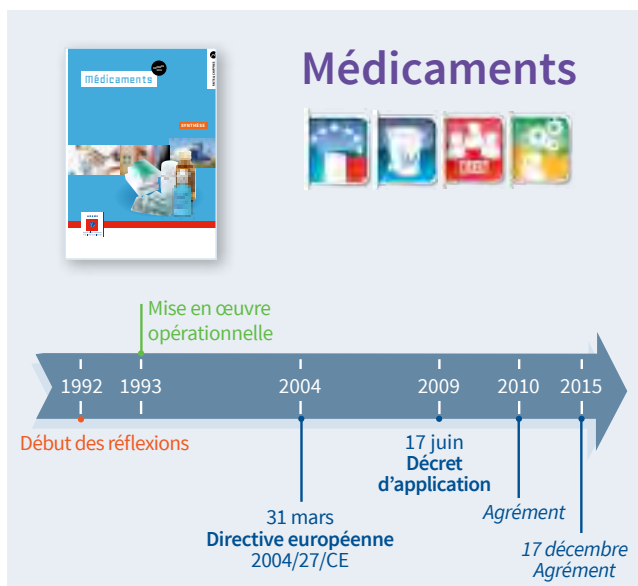 Médicaments
SYNTHÈSE
Médicaments
Mise en œuvre
opérationnelle
1992 1993 2004 2009 2010 2015
Début des réflexions
17 juin
Décret
d'application
31 mars
Directive européenne
2004/27/CE
Agrément
17 décembre
Agrément